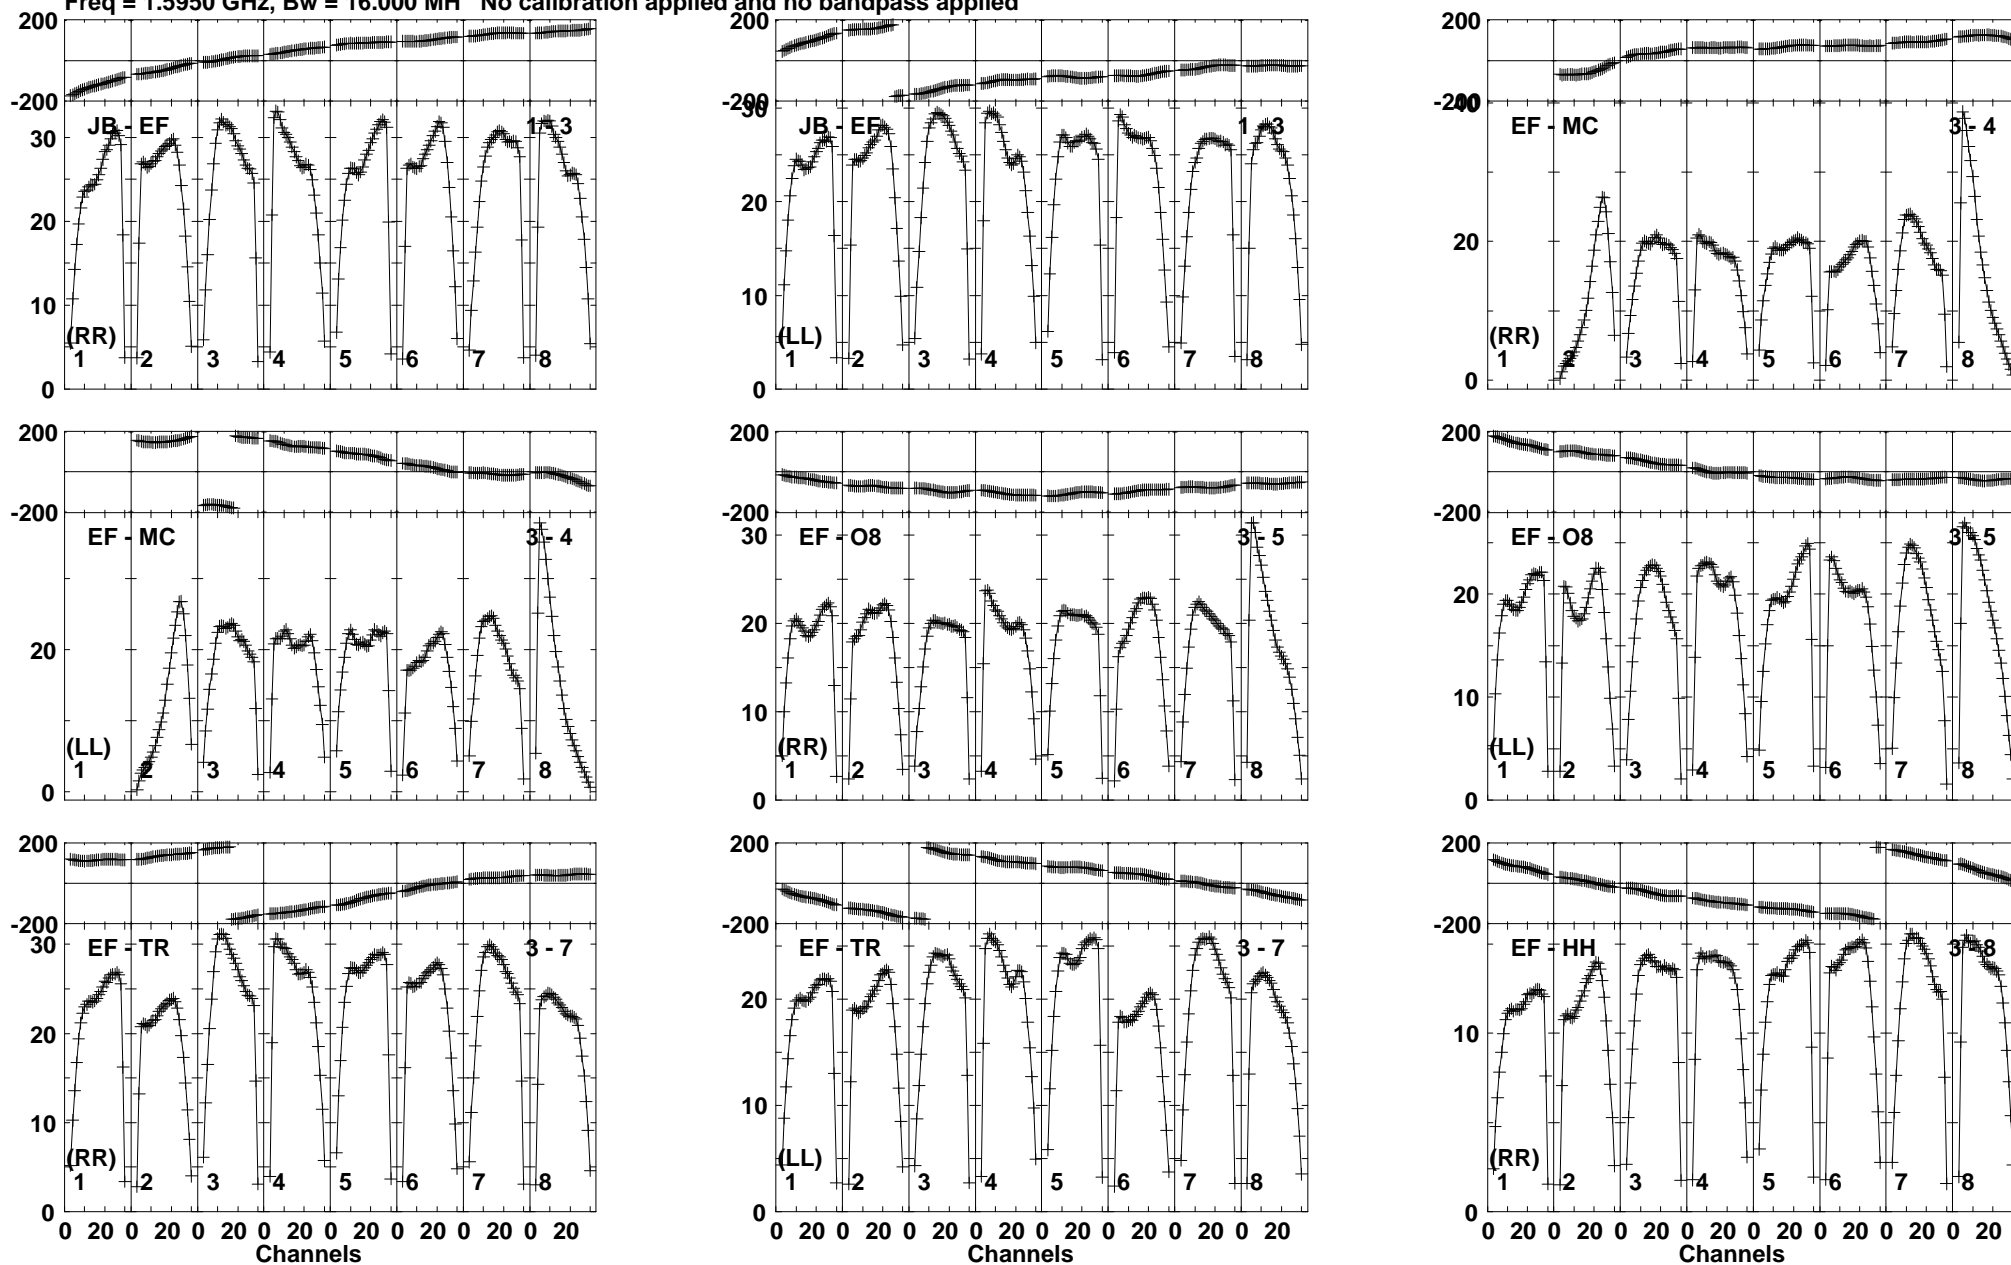 Freq = 1.5950 GHz, Bw = 16.000 MH No calibration applied and no bandpass applied
200 200 200
-200 -200 -200
30 JB - EF 1 - 3 30 JB - EF 1 - 3 40 EF - MC 3 - 4
20 20 20
10 10
(RR) (LL) (RR)
1 2 3 4 5 6 7 8 1 2 3 4 5 6 7 8 1 2 3 4 5 6 7 8
0 0 0
200 200 200
-200 -200 -200
EF - MC 3 - 4 30 EF - O8 3 - 5 EF - O8 3 - 5
20 20 20
10 10
(LL) (RR) (LL)
1 2 3 4 5 6 7 8 1 2 3 4 5 6 7 8 1 2 3 4 5 6 7 8
0 0 0
200 200 200
-200 -200 -200
30 EF - TR 3 - 7 EF - TR 3 - 7 EF - HH 3 - 8
20 20
10 10 10
(RR) (LL) (RR)
1 2 3 4 5 6 7 8 1 2 3 4 5 6 7 8 1 2 3 4 5 6 7 8
0 0 0
0 20 0 20 0 20 0 20 0 20 0 20 0 20 0 20 0 20 0 20 0 20 0 20 0 20 0 20 0 20 0 20 0 20 0 20 0 20 0 20 0 20 0 20 0 20 0 20
Channels Channels Channels